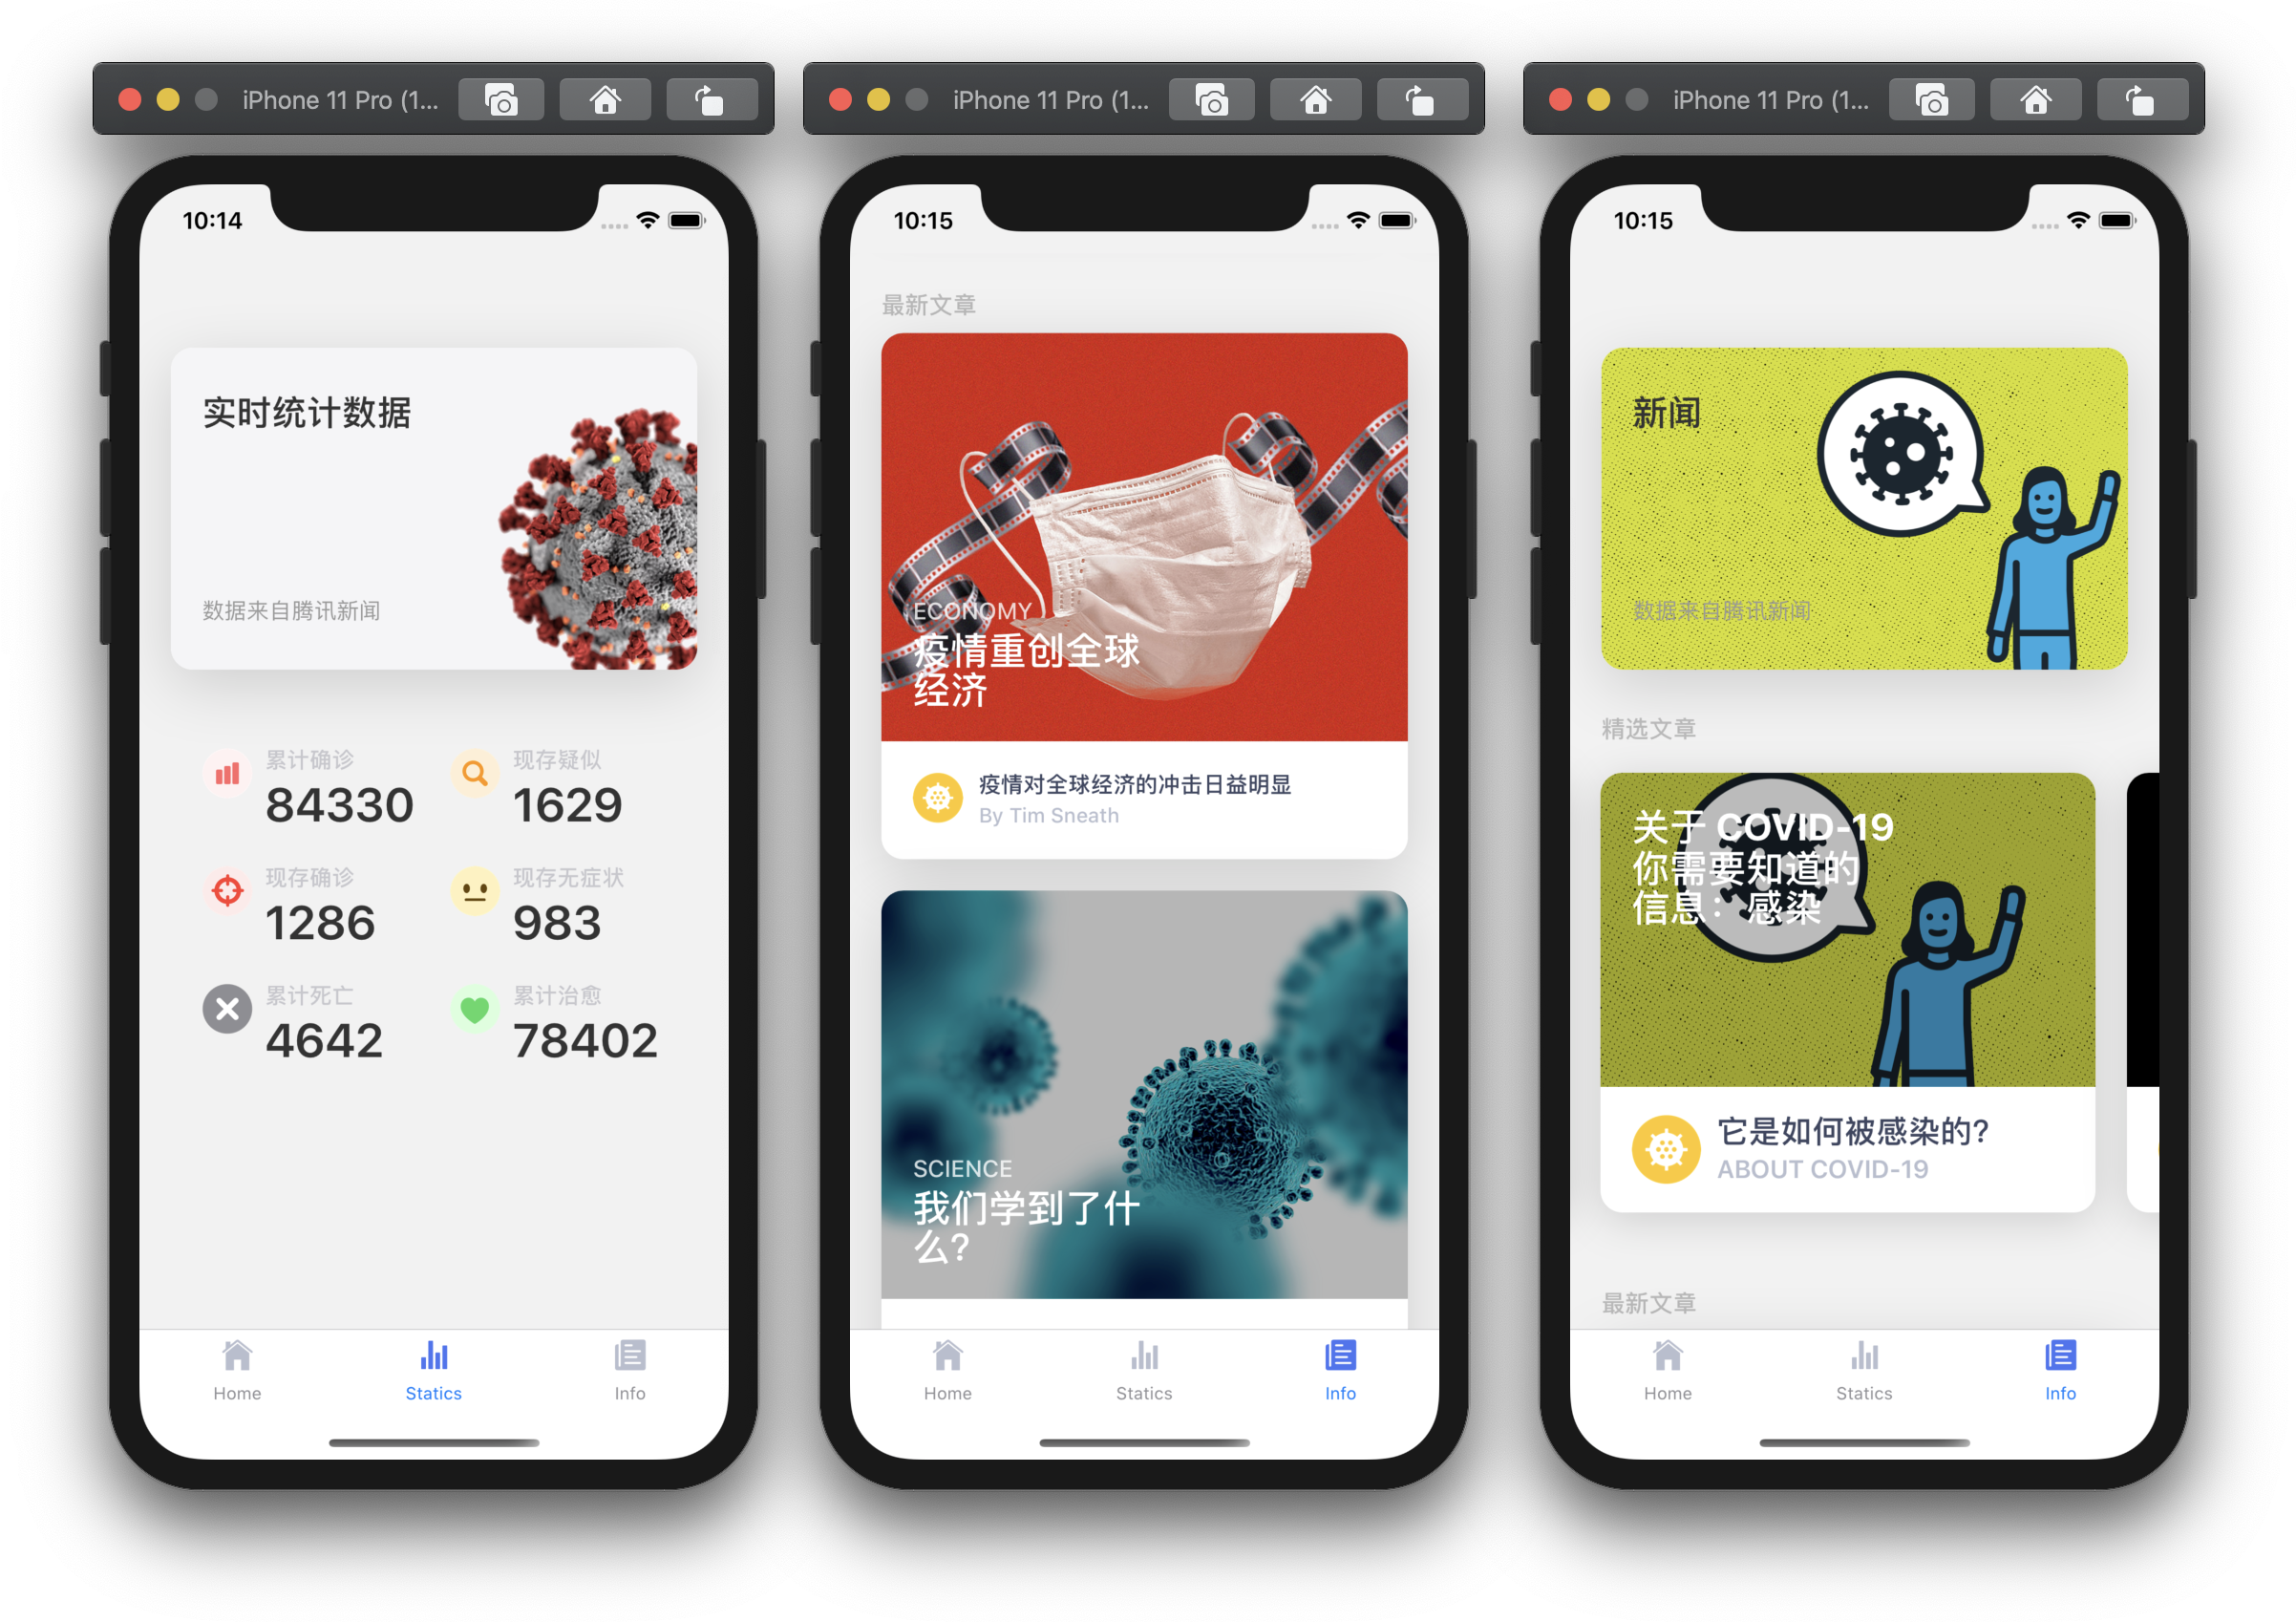 iPhone 11 Pro (1...
10:14
实时统计数据
数据来自腾讯新闻
累计确诊
84330
现存疑似
1629
现存确诊
1286
现存无症状
983
累计死亡
4642
累计治愈
78402
Home
Statics
Info
iPhone 11 Pro (1...
10:15
最新文章
ECONOMY
疫情重创全球
经济
疫情对全球经济的冲击日益明显
By Tim Sneath
SCIENCE
我们学到了什
么?
Home
Statics
Info
iPhone 11 Pro (1...
10:15
新闻
数据来自腾讯新闻
精选文章
关于 COVID-19
你需要知道的
信息：感染
它是如何被感染的?
ABOUT COVID-19
最新文章
Home
Statics
Info